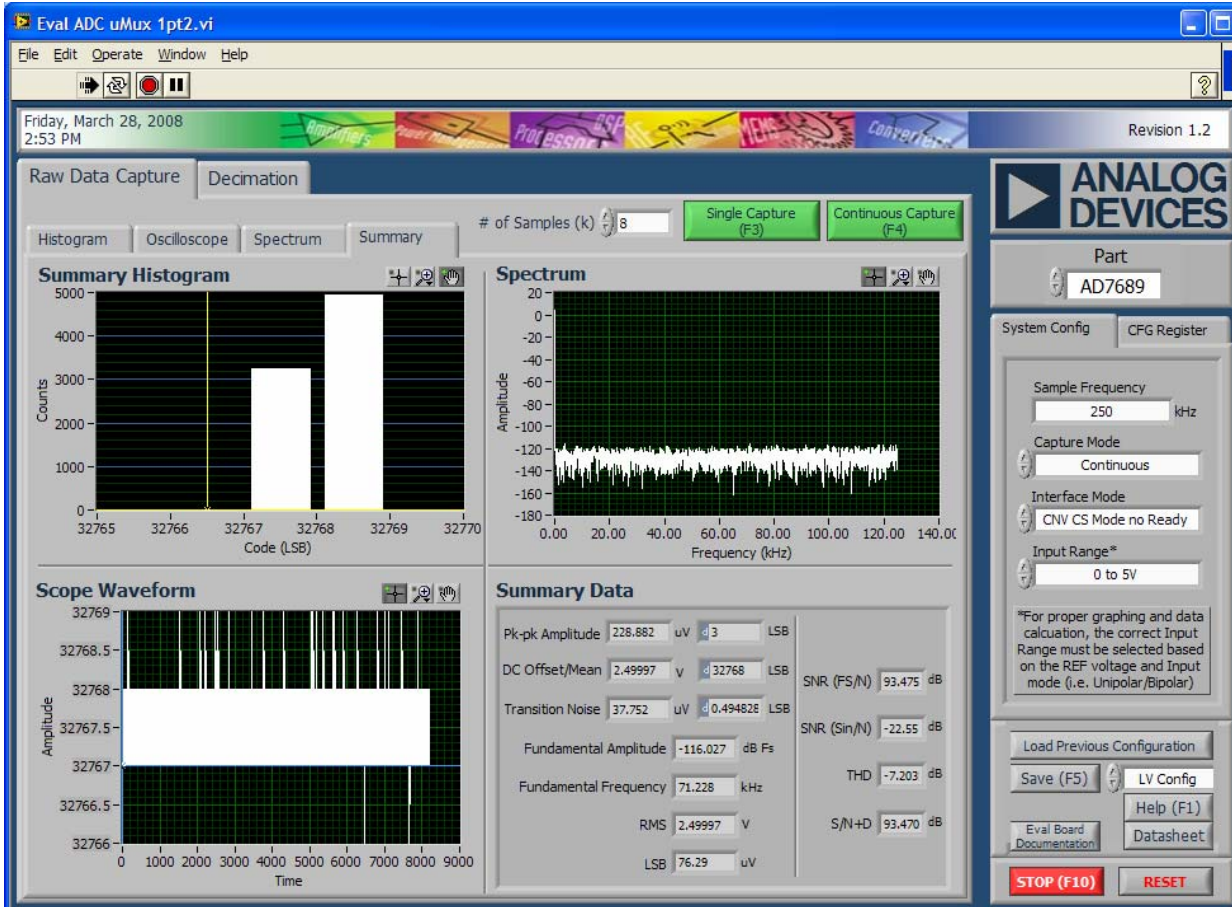 Eval ADC uMux 1pt2.vi
File Edit Operate Window Help
Friday, March 28, 2008
2:53 PM
Amplifiers Power Management Processors DSP RF MEMS Converters
Revision 1.2
Raw Data Capture Decimation
# of Samples (k) 8
Single Capture
(F3)
Continuous Capture
(F4)
Histogram Oscilloscope Spectrum Summary
Summary Histogram
5000
4000
3000
2000
1000
0
Counts
32765 32766 32767 32768 32769 32770
Code (LSB)
Spectrum
20
0
-20
-40
-60
-80
-100
-120
-140
-160
-180
Amplitude
0.00 20.00 40.00 60.00 80.00 100.00 120.00 140.00
Frequency (kHz)
Scope Waveform
32769
32768.5
32768
32767.5
32767
32766.5
32766
Amplitude
0 1000 2000 3000 4000 5000 6000 7000 8000 9000
Time
Summary Data
Pk-pk Amplitude 228.882 uV d 3 LSB
DC Offset/Mean 2.49997 V d 32768 LSB
Transition Noise 37.752 uV d 0.494828 LSB
Fundamental Amplitude -116.027 dB Fs
Fundamental Frequency 71.228 kHz
RMS 2.49997 V
LSB 76.29 uV
SNR (FS/N) 93.475 dB
SNR (Sin/N) -22.55 dB
THD -7.203 dB
S/N+D 93.470 dB
ANALOG
DEVICES
Part
AD7689
System Config CFG Register
Sample Frequency
250 kHz
Capture Mode
Continuous
Interface Mode
CNV CS Mode no Ready
Input Range*
0 to 5V
*For proper graphing and data
calcuation, the correct Input
Range must be selected based
on the REF voltage and Input
mode (i.e. Unipolar/Bipolar)
Load Previous Configuration
Save (F5) LV Config
Help (F1)
Eval Board
Documentation
Datasheet
STOP (F10) RESET